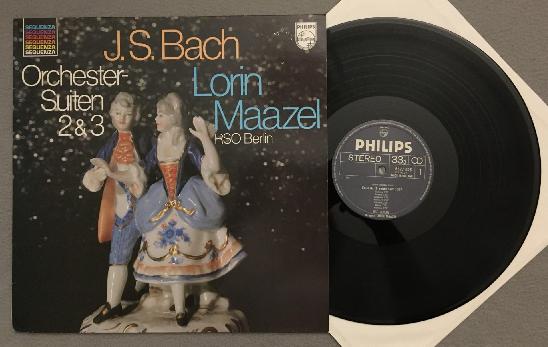 SEQUENZA
SEQUENZA
SEQUENZA
SEQUENZA
SEQUENZA
SEQUENZA
J.S. Bach
PHILIPS
Orchester-
Suiten
2 & 3
Lorin
Maazel
RSO Berlin
PHILIPS
STEREO 33⅓
1